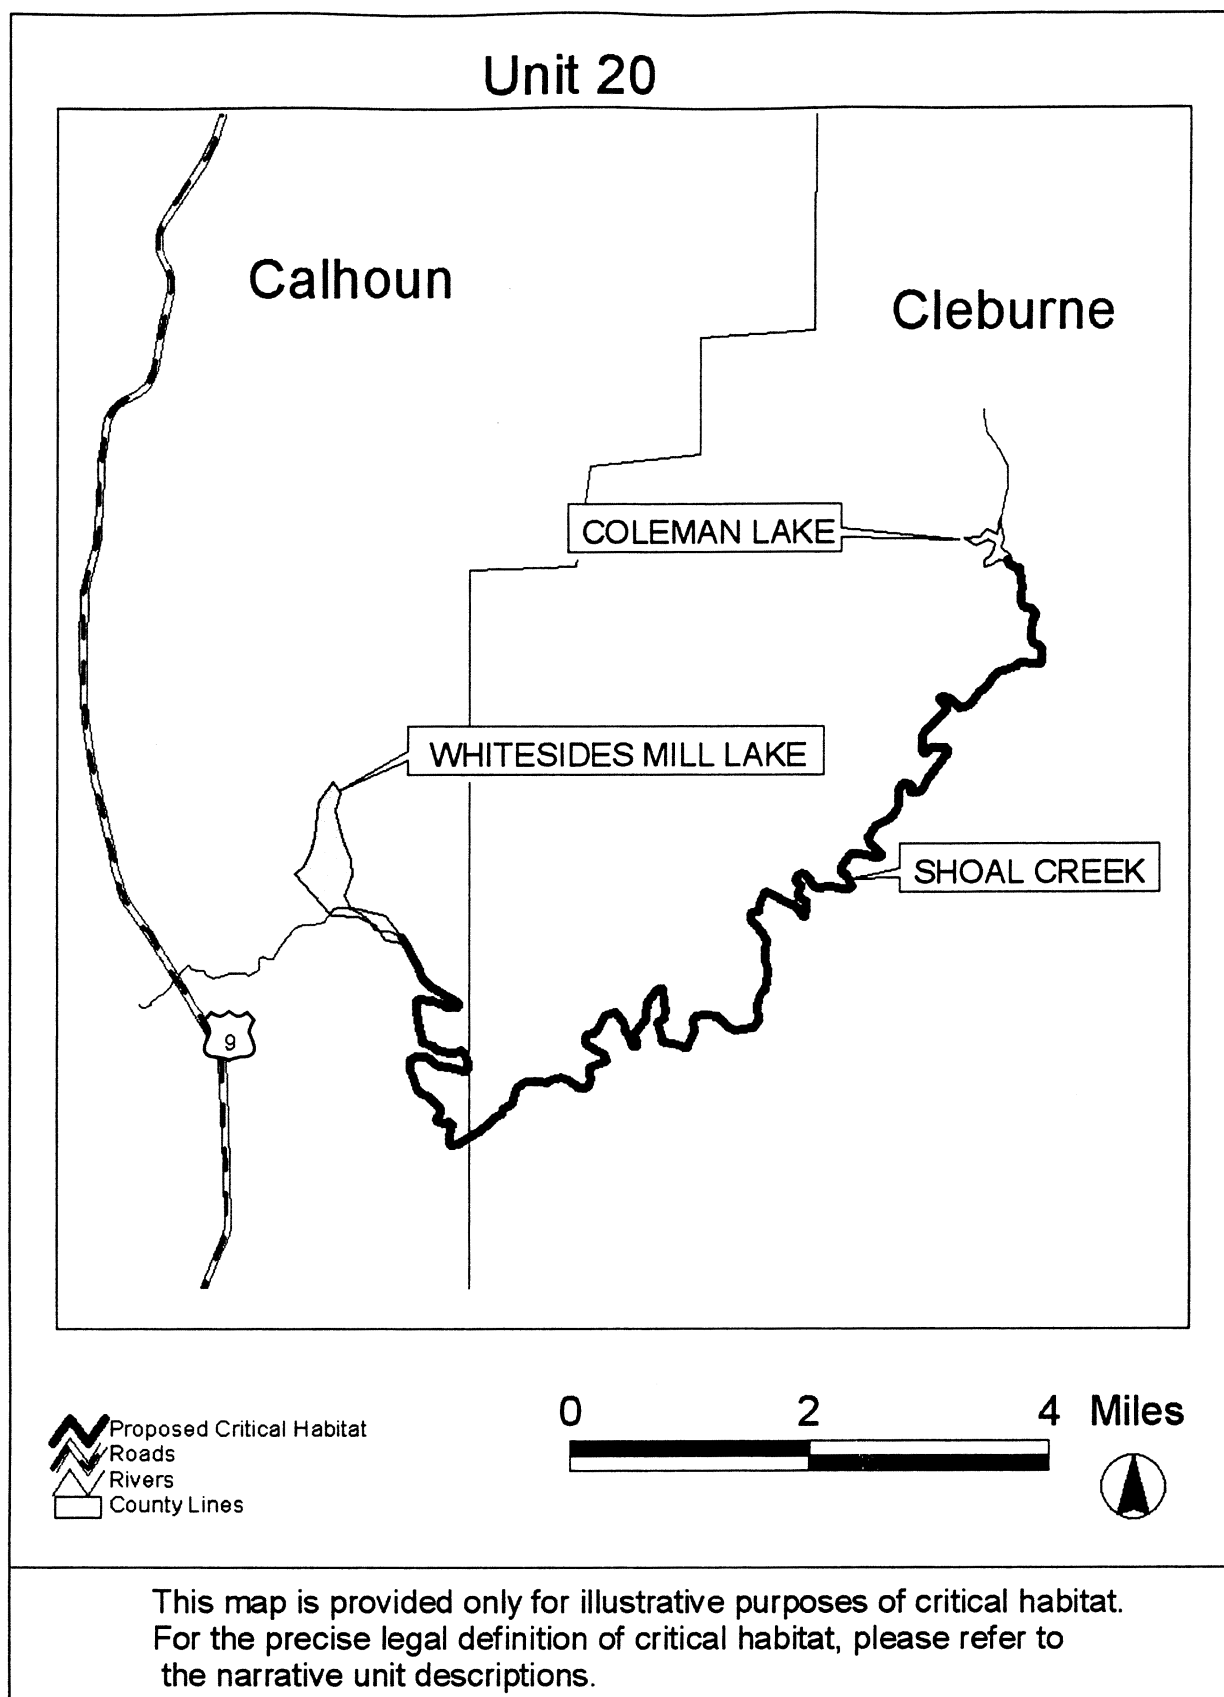 Unit 20
Calhoun
Cleburne
COLEMAN LAKE
WHITESIDES MILL LAKE
SHOAL CREEK
9
0 2 4 Miles
Proposed Critical Habitat
Roads
Rivers
County Lines
This map is provided only for illustrative purposes of critical habitat.
For the precise legal definition of critical habitat, please refer to
the narrative unit descriptions.